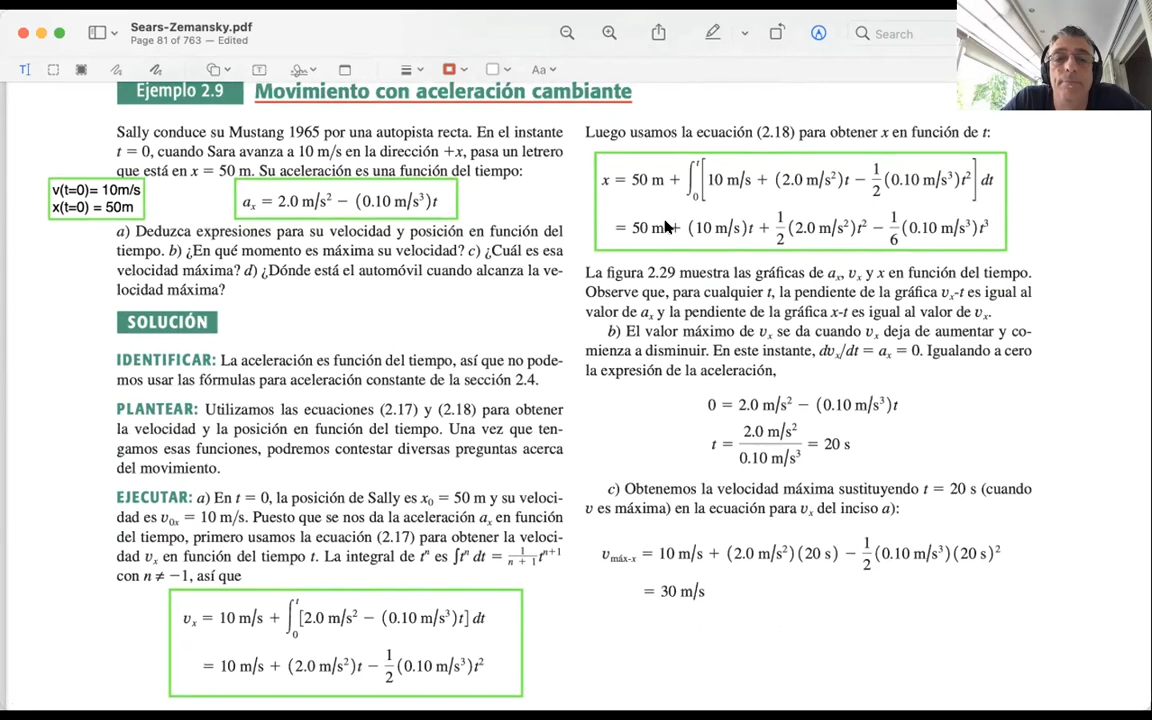 Sears-Zemansky.pdf
Page 81 of 763 — Edited
Search
Aa
Ejemplo 2.9 Movimiento con aceleración cambiante
Sally conduce su Mustang 1965 por una autopista recta. En el instante
t = 0, cuando Sara avanza a 10 m/s en la dirección +x, pasa un letrero
que está en x = 50 m. Su aceleración es una función del tiempo:
v(t=0)= 10m/s
x(t=0) = 50m
aₓ = 2.0 m/s² − (0.10 m/s³)t
a) Deduzca expresiones para su velocidad y posición en función del
tiempo. b) ¿En qué momento es máxima su velocidad? c) ¿Cuál es esa
velocidad máxima? d) ¿Dónde está el automóvil cuando alcanza la ve-
locidad máxima?
SOLUCIÓN
IDENTIFICAR: La aceleración es función del tiempo, así que no pode-
mos usar las fórmulas para aceleración constante de la sección 2.4.
PLANTEAR: Utilizamos las ecuaciones (2.17) y (2.18) para obtener
la velocidad y la posición en función del tiempo. Una vez que ten-
gamos esas funciones, podremos contestar diversas preguntas acerca
del movimiento.
EJECUTAR: a) En t = 0, la posición de Sally es x₀ = 50 m y su veloci-
dad es v₀ₓ = 10 m/s. Puesto que se nos da la aceleración aₓ en función
del tiempo, primero usamos la ecuación (2.17) para obtener la veloci-
dad vₓ en función del tiempo t. La integral de tⁿ es ∫tⁿ dt = 1/(n + 1) tⁿ⁺¹
con n ≠ −1, así que
vₓ = 10 m/s + ∫₀ᵗ [2.0 m/s² − (0.10 m/s³)t] dt
= 10 m/s + (2.0 m/s²)t − 1/2 (0.10 m/s³)t²
Luego usamos la ecuación (2.18) para obtener x en función de t:
x = 50 m + ∫₀ᵗ [10 m/s + (2.0 m/s²)t − 1/2 (0.10 m/s³)t²] dt
= 50 m + (10 m/s)t + 1/2 (2.0 m/s²)t² − 1/6 (0.10 m/s³)t³
La figura 2.29 muestra las gráficas de aₓ, vₓ y x en función del tiempo.
Observe que, para cualquier t, la pendiente de la gráfica vₓ-t es igual al
valor de aₓ y la pendiente de la gráfica x-t es igual al valor de vₓ.
b) El valor máximo de vₓ se da cuando vₓ deja de aumentar y co-
mienza a disminuir. En este instante, dvₓ/dt = aₓ = 0. Igualando a cero
la expresión de la aceleración,
0 = 2.0 m/s² − (0.10 m/s³)t
t = 2.0 m/s² / 0.10 m/s³ = 20 s
c) Obtenemos la velocidad máxima sustituyendo t = 20 s (cuando
v es máxima) en la ecuación para vₓ del inciso a):
vmáx-x = 10 m/s + (2.0 m/s²)(20 s) − 1/2 (0.10 m/s³)(20 s)²
= 30 m/s